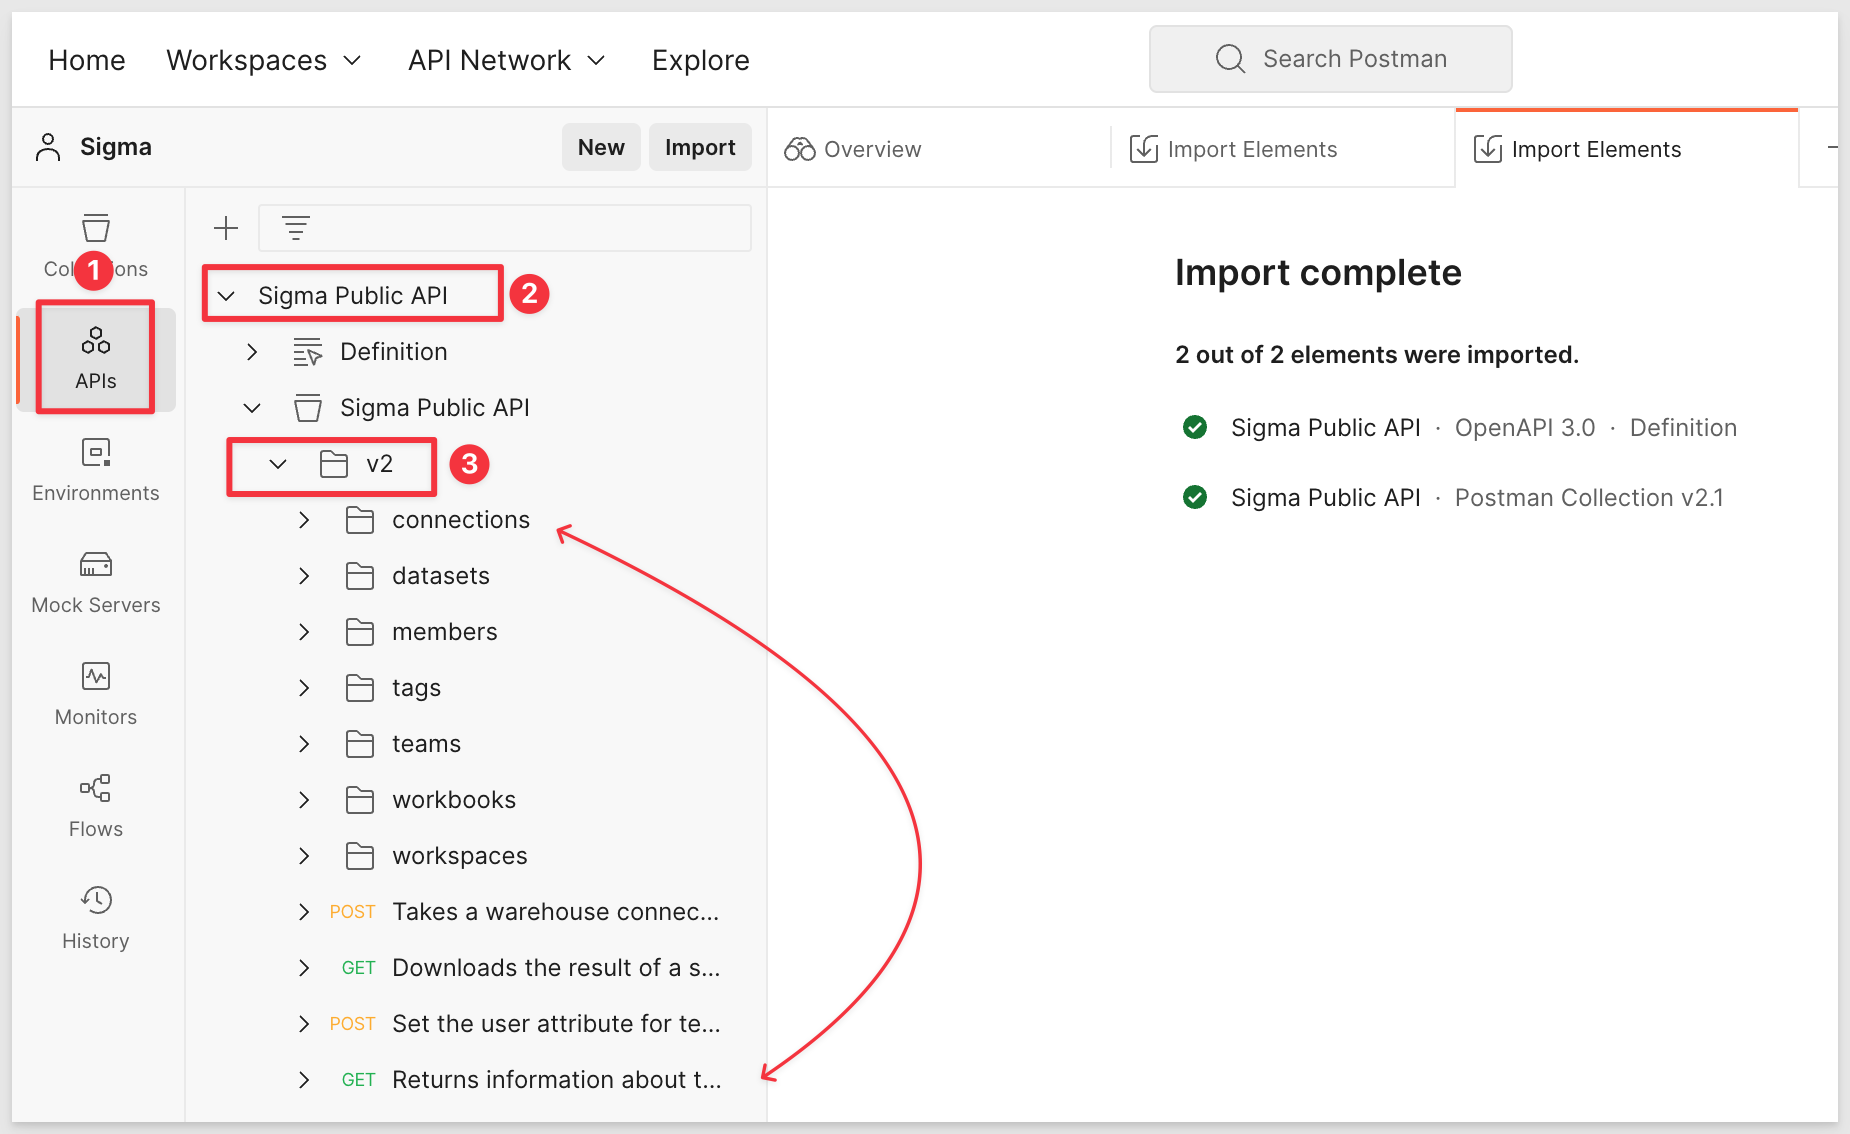 Home Workspaces API Network Explore Search Postman
Sigma New Import Overview Import Elements Import Elements
Col 1 ons
APIs
Environments
Mock Servers
Monitors
Flows
History
Sigma Public API 2
Definition
Sigma Public API
v2 3
connections
datasets
members
tags
teams
workbooks
workspaces
POST Takes a warehouse connec...
GET Downloads the result of a s...
POST Set the user attribute for te...
GET Returns information about t...
Import complete
2 out of 2 elements were imported.
Sigma Public API · OpenAPI 3.0 · Definition
Sigma Public API · Postman Collection v2.1